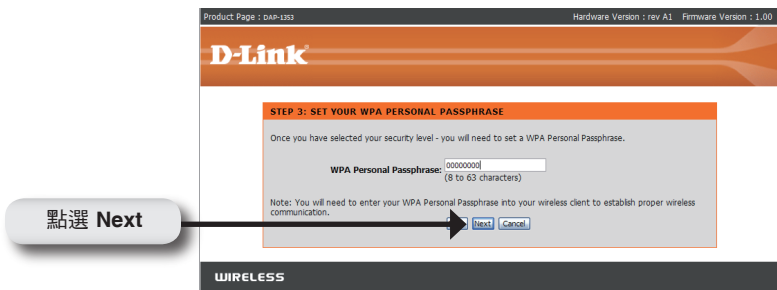 Product Page : DAP-1353 Hardware Version : rev A1 Firmware Version : 1.00
D-Link
STEP 3: SET YOUR WPA PERSONAL PASSPHRASE
Once you have selected your security level - you will need to set a WPA Personal Passphrase.
WPA Personal Passphrase: 00000000
(8 to 63 characters)
Note: You will need to enter your WPA Personal Passphrase into your wireless client to establish proper wireless
communication.
點選 Next
Next Cancel
WIRELESS